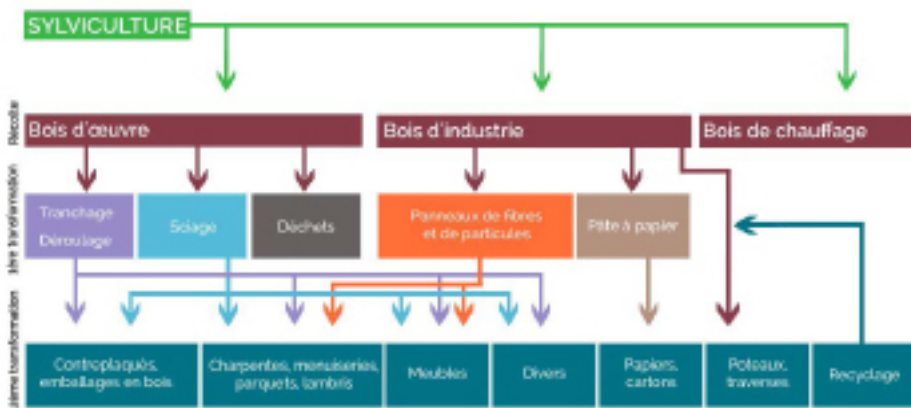 SYLVICULTURE
Récolte
Bois d'œuvre
Bois d'industrie
Bois de chauffage
1ère transformation
Tranchage
Déroulage
Sciage
Déchets
Panneaux de fibres
et de particules
Pâte à papier
2ième transformation
Contreplaqués,
emballages en bois
Charpentes, menuiseries,
parquets, lambris
Meubles
Divers
Papiers,
cartons
Poteaux,
traverses
Recyclage